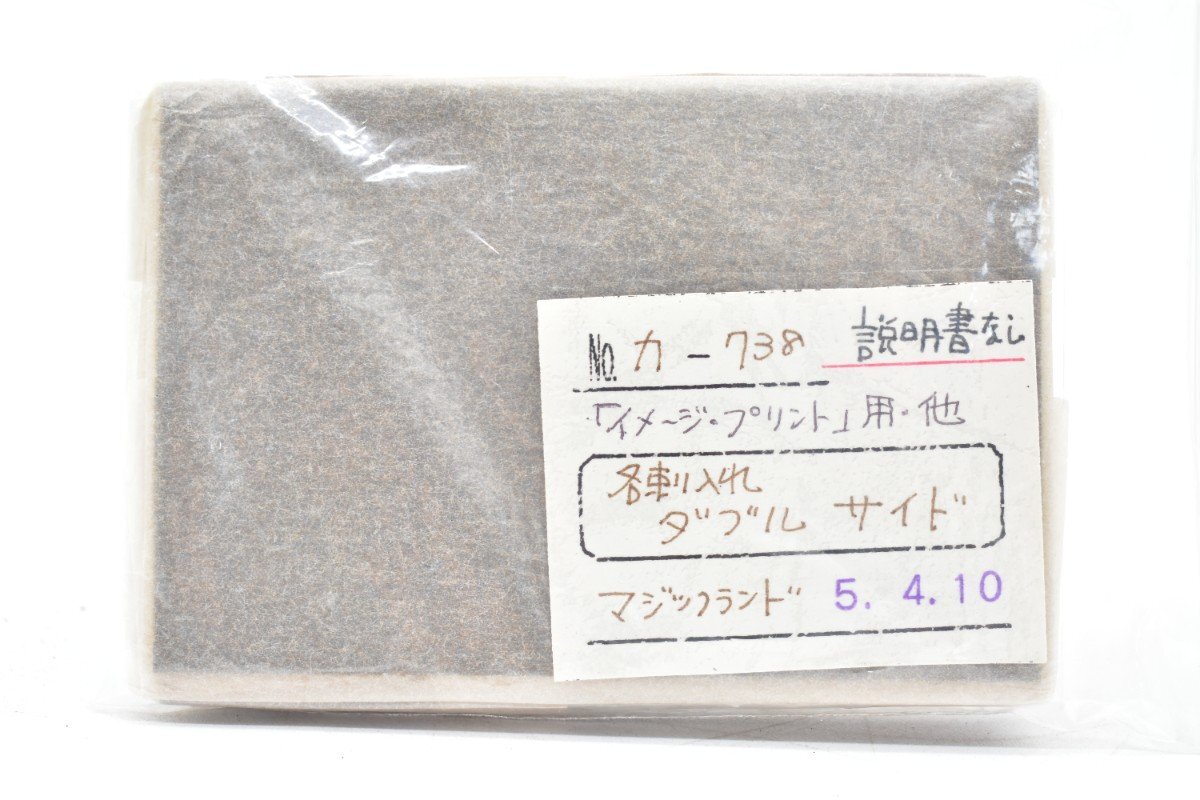 No. カ-738
説明書なし
「イメージ・プリント」用・他
名刺入れ
ダブル サイド
マジックランド 5. 4.10